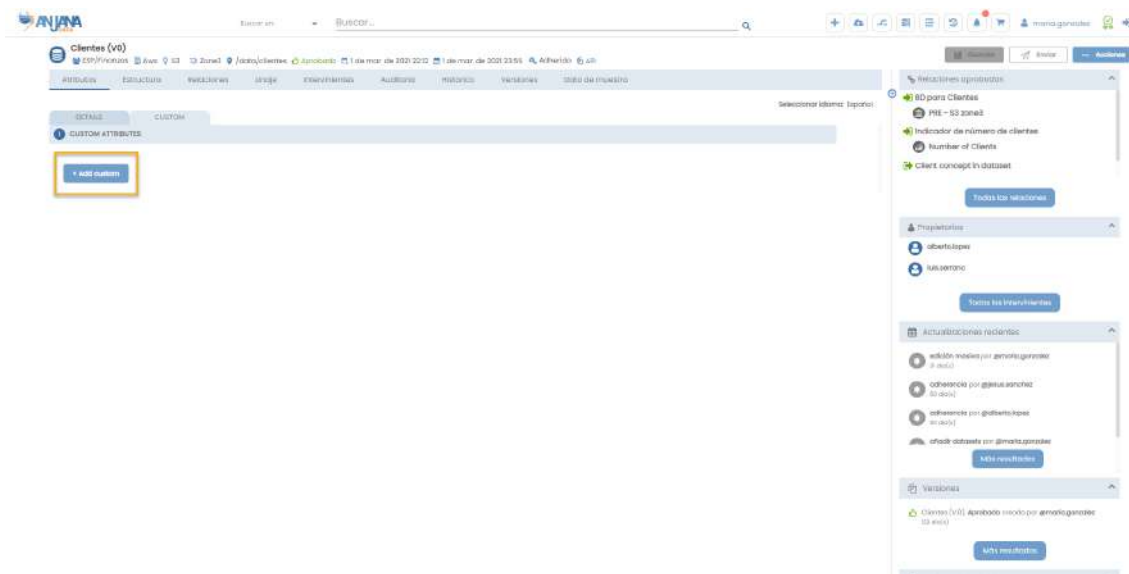 ANJANA
Buscar en
Buscar...
maria.gonzalez
Clientes (V0)
ESP/Finanzas Aws S3 Zone3 /data/clientes Aprobado 1 de mar de 2021 22:12 1 de mar de 2021 23:55 Adherido API
Enviar
Acciones
Atributos Estructura Relaciones Linaje Intervinientes Auditoría Histórico Versiones Data de muestra
Seleccionar idioma: Español
DETAILS CUSTOM
CUSTOM ATTRIBUTES
+ Add custom
Relaciones aprobadas
BD para Clientes
PRE - S3 zone3
Indicador de número de clientes
Number of Clients
Client concept in dataset
Todas las relaciones
Propietarios
alberto.lopez
luis.serrano
Todos los intervinientes
Actualizaciones recientes
edición masiva por @maria.gonzalez
adherencia por @jesus.sanchez
adherencia por @alberto.lopez
añadir datasets por @maria.gonzalez
Más resultados
Versiones
Clientes (V0). Aprobado creado por @maria.gonzalez
Más resultados